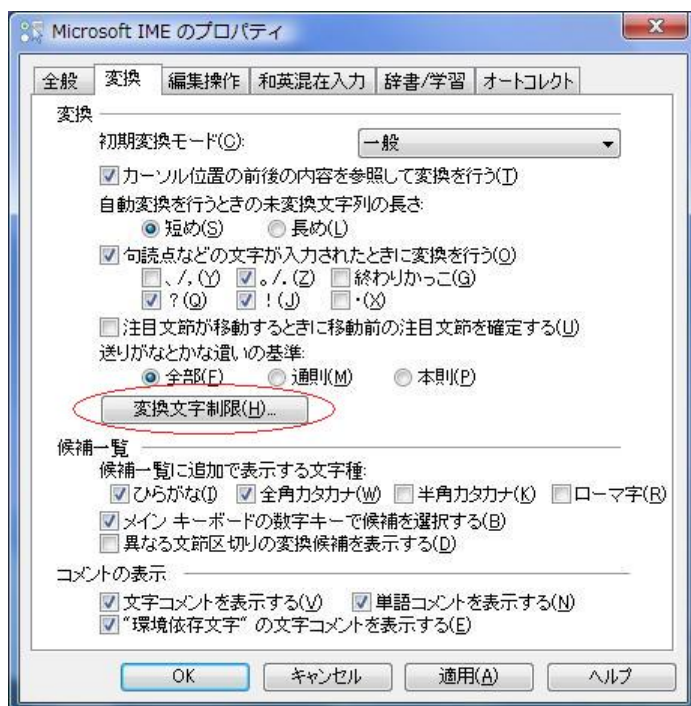 Microsoft IME のプロパティ
全般 変換 編集操作 和英混在入力 辞書/学習 オートコレクト
変換
初期変換モード(C): 一般
カーソル位置の前後の内容を参照して変換を行う(T)
自動変換を行うときの未変換文字列の長さ:
短め(S) 長め(L)
句読点などの文字が入力されたときに変換を行う(O)
、/,(Y) 。/.(Z) 終わりかっこ(G)
?(Q) !(J) ・(X)
注目文節が移動するときに移動前の注目文節を確定する(U)
送りがなとかな遣いの基準:
全部(F) 通則(M) 本則(P)
変換文字制限(H)...
候補一覧
候補一覧に追加で表示する文字種:
ひらがな(I) 全角カタカナ(W) 半角カタカナ(K) ローマ字(R)
メイン キーボードの数字キーで候補を選択する(B)
異なる文節区切りの変換候補を表示する(D)
コメントの表示
文字コメントを表示する(V) 単語コメントを表示する(N)
"環境依存文字" の文字コメントを表示する(E)
OK キャンセル 適用(A) ヘルプ